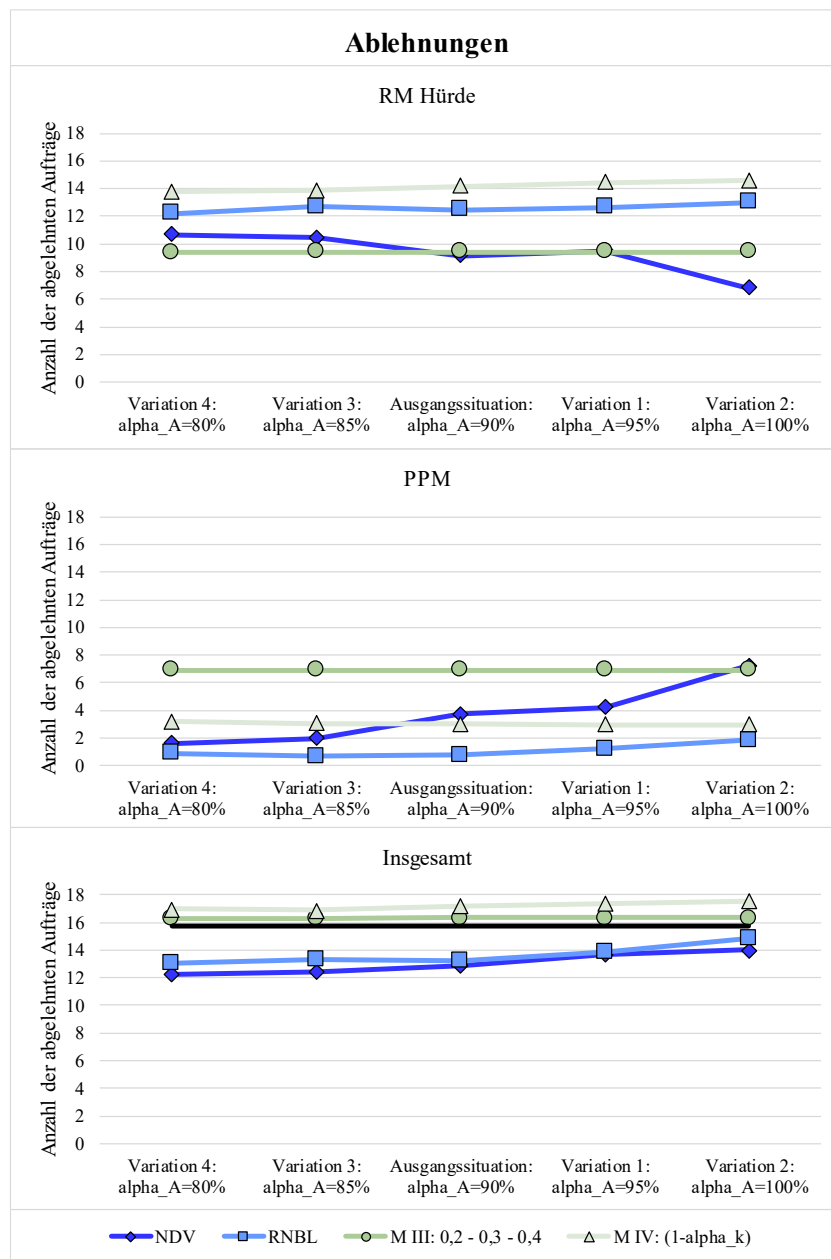 Ablehnungen
RM Hürde
Anzahl der abgelehnten Aufträge
18
16
14
12
10
8
6
4
2
0
Variation 4: Variation 3: Ausgangssituation: Variation 1: Variation 2:
alpha_A=80% alpha_A=85% alpha_A=90% alpha_A=95% alpha_A=100%
PPM
Anzahl der abgelehnten Aufträge
18
16
14
12
10
8
6
4
2
0
Variation 4: Variation 3: Ausgangssituation: Variation 1: Variation 2:
alpha_A=80% alpha_A=85% alpha_A=90% alpha_A=95% alpha_A=100%
Insgesamt
Anzahl der abgelehnten Aufträge
18
16
14
12
10
8
6
4
2
0
Variation 4: Variation 3: Ausgangssituation: Variation 1: Variation 2:
alpha_A=80% alpha_A=85% alpha_A=90% alpha_A=95% alpha_A=100%
NDV RNBL M III: 0,2 - 0,3 - 0,4 M IV: (1-alpha_k)